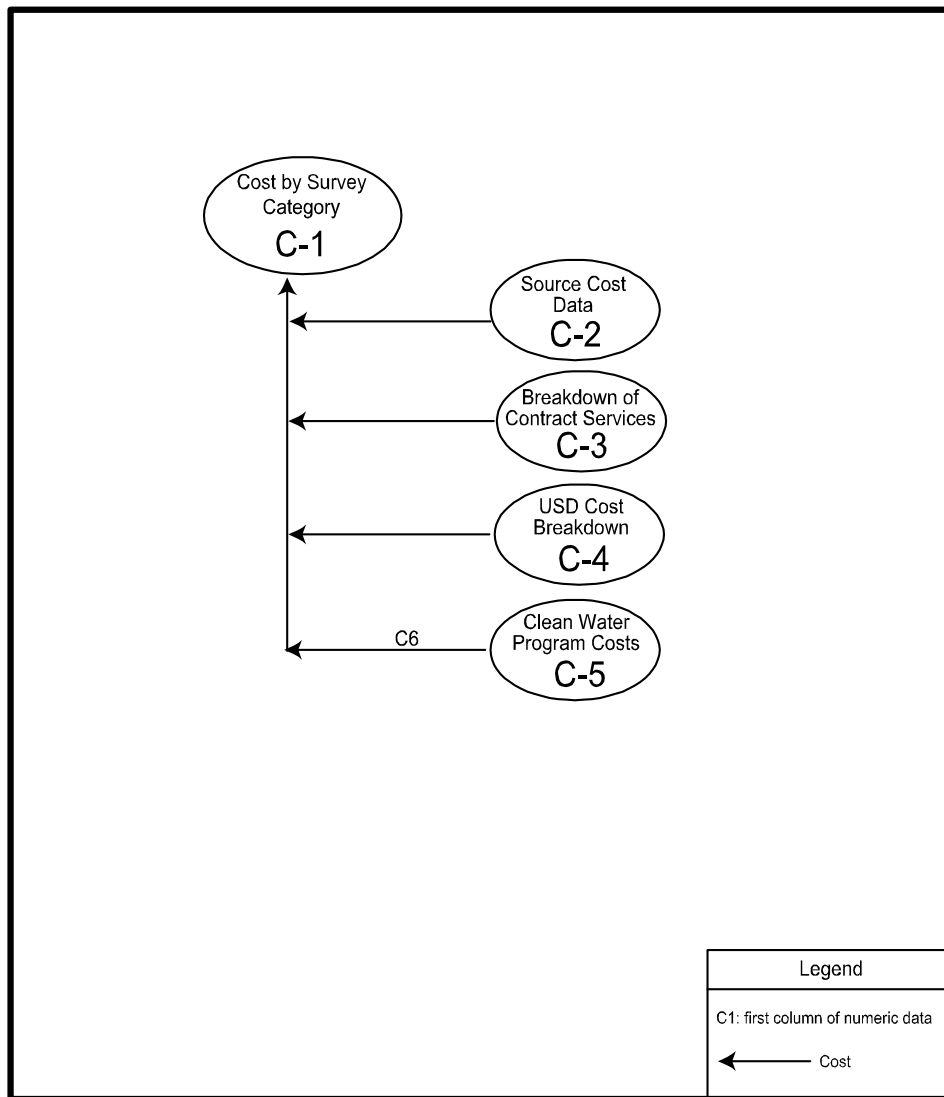 Cost by Survey
Category
C-1
Source Cost
Data
C-2
Breakdown of
Contract Services
C-3
USD Cost
Breakdown
C-4
Clean Water
Program Costs
C-5
C6
Legend
C1: first column of numeric data
Cost